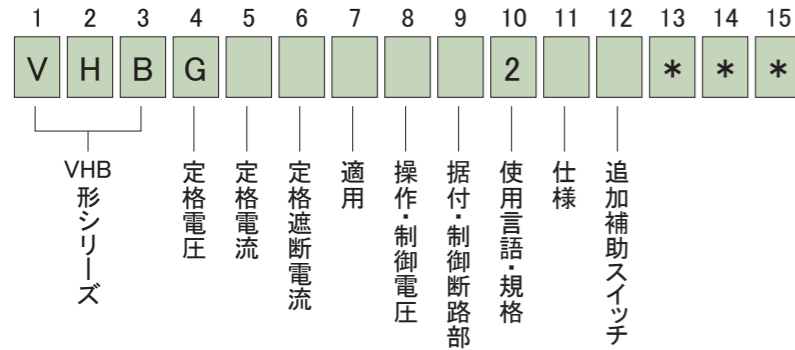 1 2 3 4 5 6 7 8 9 10 11 12 13 14 15
V H B G 2 * * *
VHB形シリーズ
定格電圧
定格電流
定格遮断電流
適用
操作・制御電圧
据付・制御断路部
使用言語・規格
仕様
追加補助スイッチ